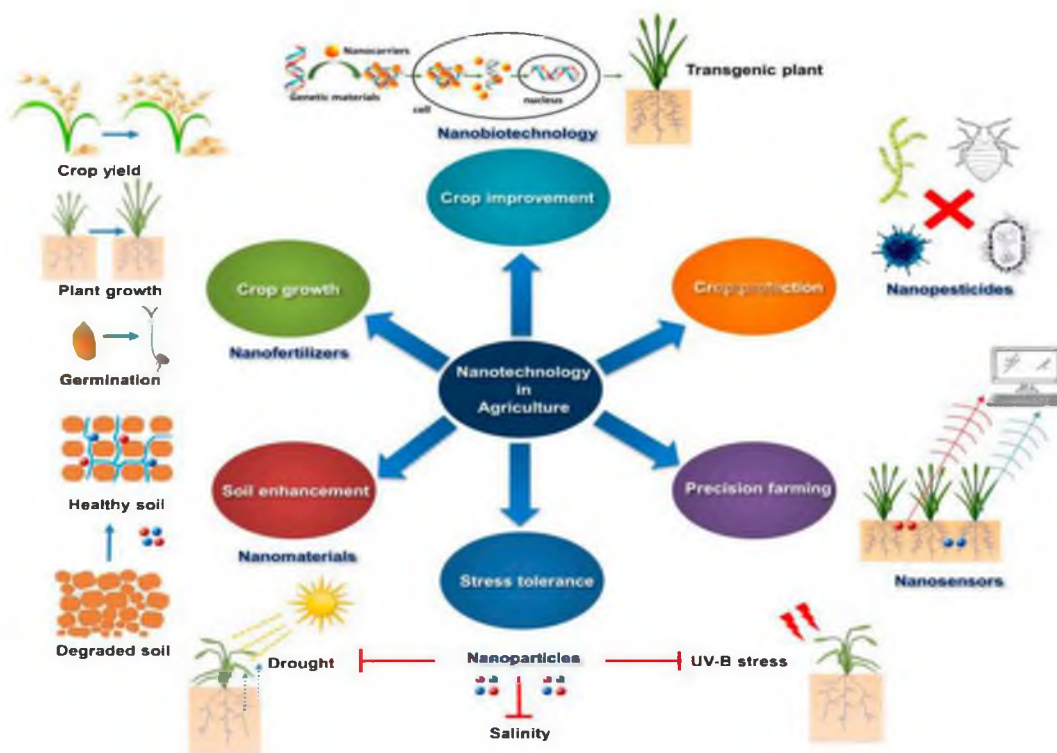 Nanocarriers
Genetic materials
cell
nucleus
Transgenic plant
Nanobiotechnology
Crop yield
Crop improvement
Plant growth
Crop growth
Crop protection
Nanopesticides
Nanofertilizers
Germination
Nanotechnology
in
Agriculture
Healthy soil
Soil enhancement
Precision farming
Nanomaterials
Stress tolerance
Nanosensors
Degraded soil
Drought
Nanoparticles
UV-B stress
Salinity